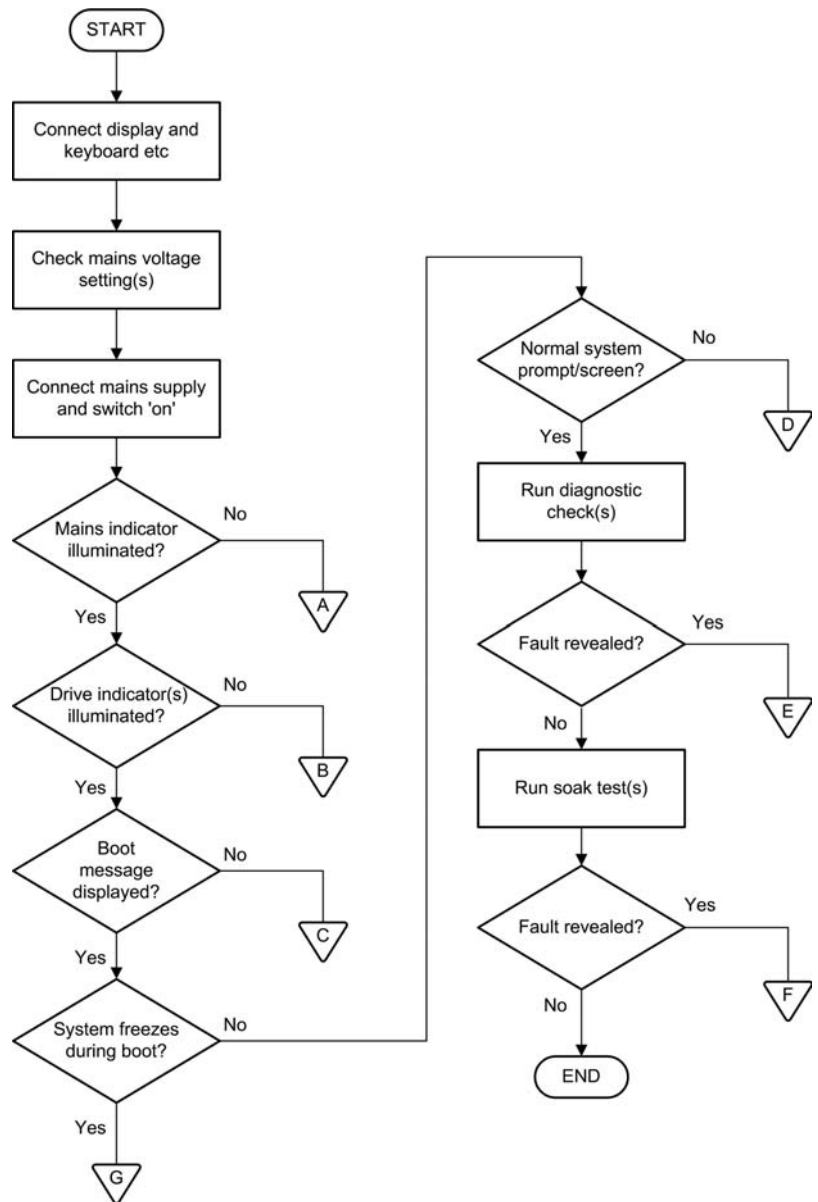 START
Connect display and
keyboard etc
Check mains voltage
setting(s)
Connect mains supply
and switch 'on'
Mains indicator
illuminated?
No
A
Yes
Drive indicator(s)
illuminated?
No
B
Yes
Boot
message
displayed?
No
C
Yes
System freezes
during boot?
No
Yes
G
Normal system
prompt/screen?
No
D
Yes
Run diagnostic
check(s)
Fault revealed?
Yes
E
No
Run soak test(s)
Fault revealed?
Yes
F
No
END